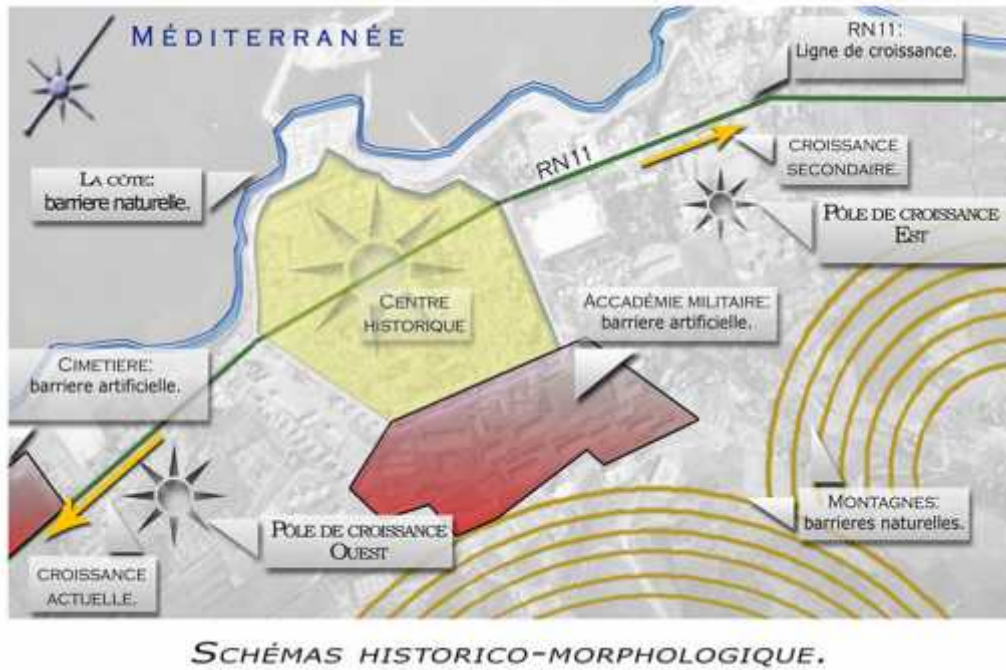 MÉDITERRANÉE
RN11:
Ligne de croissance.
RN11
CROISSANCE
SECONDAIRE.
LA CÔTE:
barriere naturelle.
PÔLE DE CROISSANCE
EST
CENTRE
HISTORIQUE
ACCADÉMIE MILITAIRE:
barriere artificielle.
CIMETIERE:
barriere artificielle.
MONTAGNES:
barrieres naturelles.
PÔLE DE CROISSANCE
OUEST
CROISSANCE
ACTUELLE.
SCHÉMAS HISTORICO-MORPHOLOGIQUE.